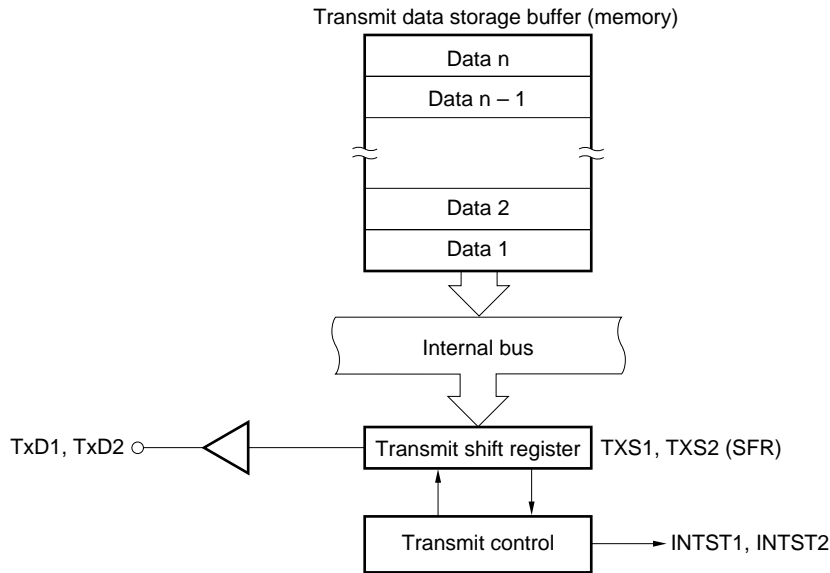 Transmit data storage buffer (memory)
Data n
Data n – 1
Data 2
Data 1
Internal bus
TxD1, TxD2
Transmit shift register
TXS1, TXS2 (SFR)
Transmit control
INTST1, INTST2